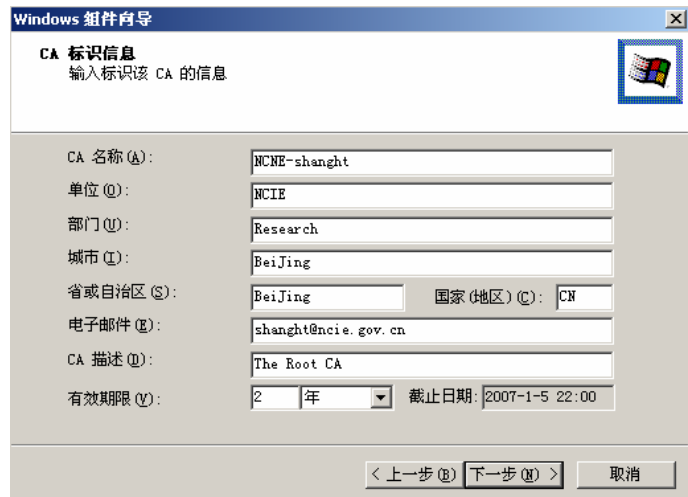 Windows 组件向导
CA 标识信息
输入标识该 CA 的信息
CA 名称(A): NCNE-shanght
单位(O): NCIE
部门(U): Research
城市(I): BeiJing
省或自治区(S): BeiJing 国家(地区)(C): CN
电子邮件(E): shanght@ncie.gov.cn
CA 描述(D): The Root CA
有效期限(V): 2 年 截止日期: 2007-1-5 22:00
< 上一步(B) 下一步(N) > 取消